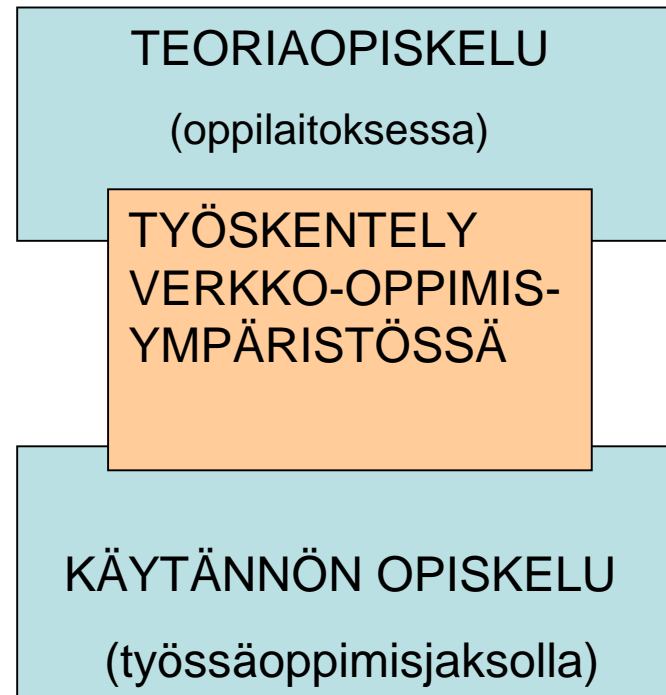 TEORIAOPISKELU
(oppilaitoksessa)
TYÖSKENTELY
VERKKO-OPPIMIS-
YMPÄRISTÖSSÄ
KÄYTÄNNÖN OPISKELU
(työssäoppimisjaksolla)